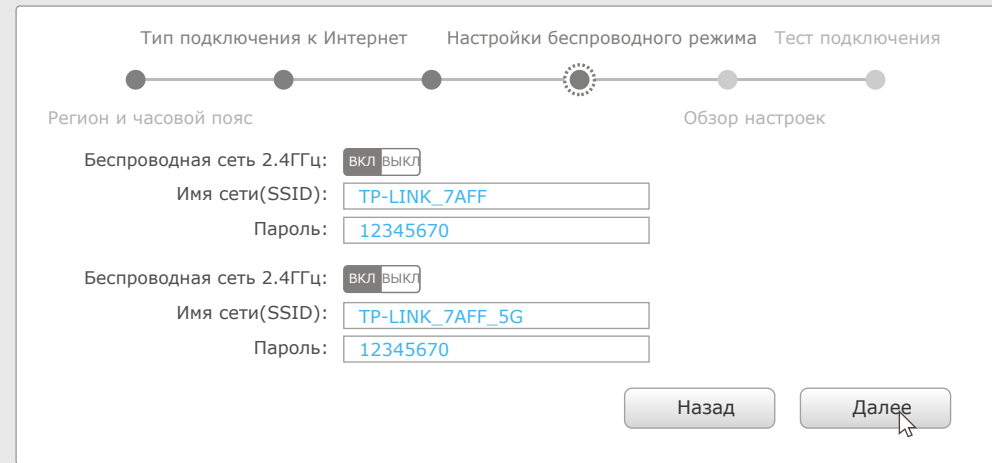 Тип подключения к Интернет Настройки беспроводного режима Тест подключения
Регион и часовой пояс Обзор настроек
Беспроводная сеть 2.4ГГц: ВКЛ ВЫКЛ
Имя сети(SSID): TP-LINK_7AFF
Пароль: 12345670
Беспроводная сеть 2.4ГГц: ВКЛ ВЫКЛ
Имя сети(SSID): TP-LINK_7AFF_5G
Пароль: 12345670
Назад Далее